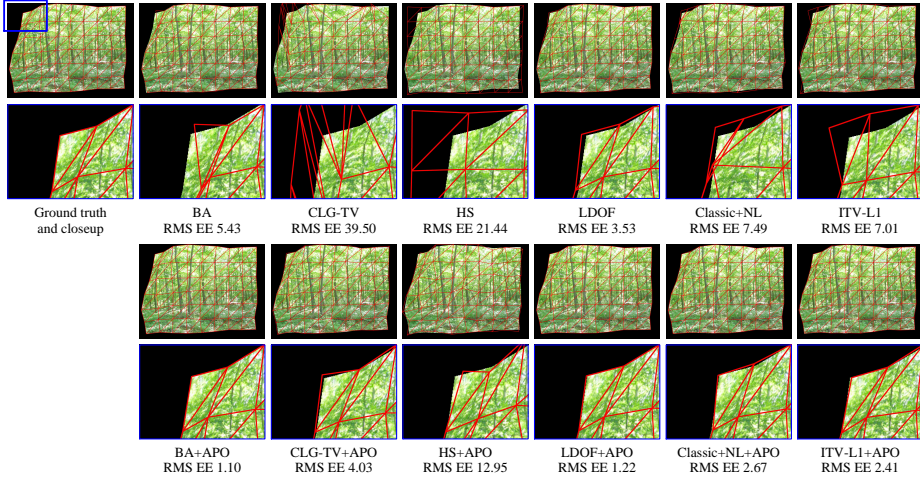 Ground truth
and closeup
BA
RMS EE 5.43
CLG-TV
RMS EE 39.50
HS
RMS EE 21.44
LDOF
RMS EE 3.53
Classic+NL
RMS EE 7.49
ITV-L1
RMS EE 7.01
BA+APO
RMS EE 1.10
CLG-TV+APO
RMS EE 4.03
HS+APO
RMS EE 12.95
LDOF+APO
RMS EE 1.22
Classic+NL+APO
RMS EE 2.67
ITV-L1+APO
RMS EE 2.41